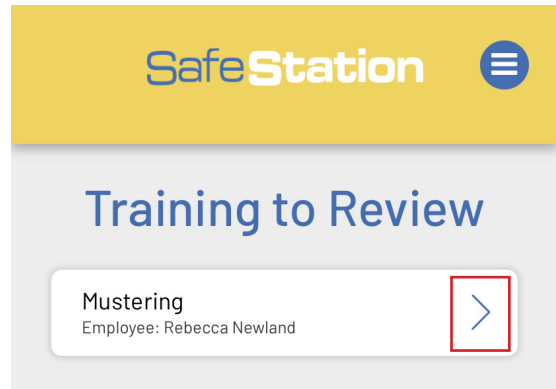 SafeStation
Training to Review
Mustering
Employee: Rebecca Newland